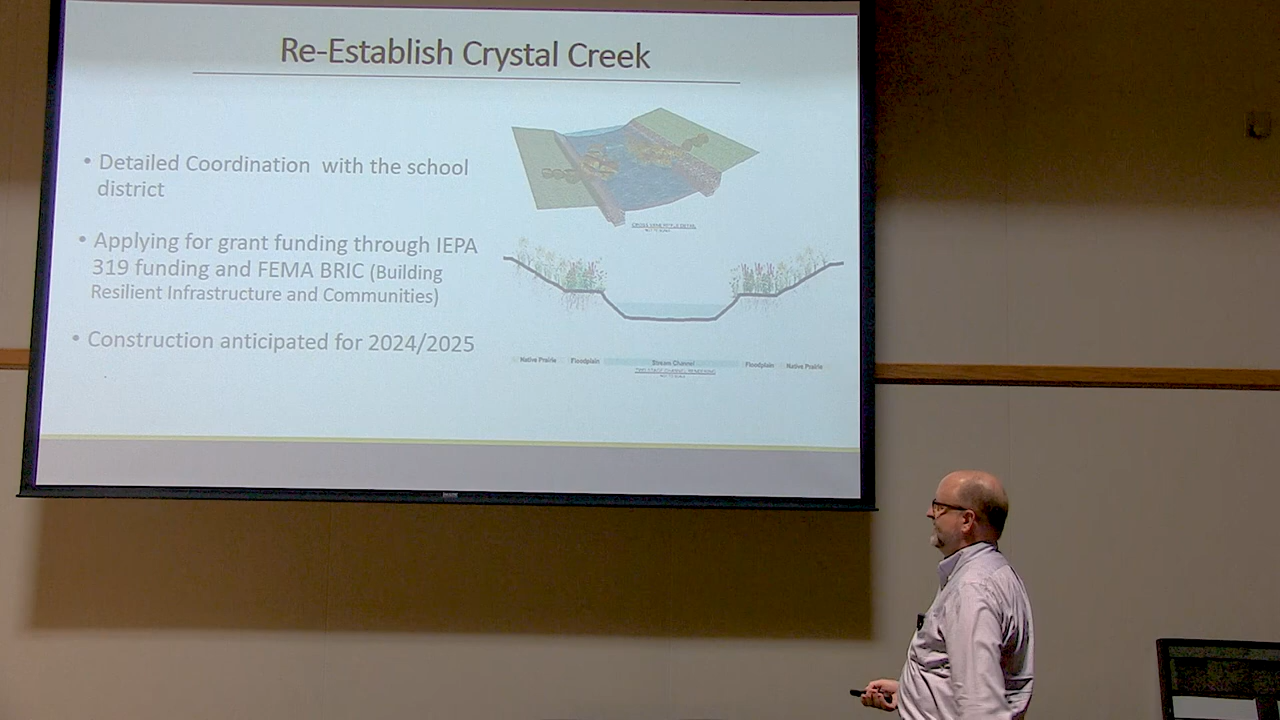 Re-Establish Crystal Creek
• Detailed Coordination with the school
district
• Applying for grant funding through IEPA
319 funding and FEMA BRIC (Building
Resilient Infrastructure and Communities)
• Construction anticipated for 2024/2025
Native Prairie Floodplain Stream Channel Floodplain Native Prairie